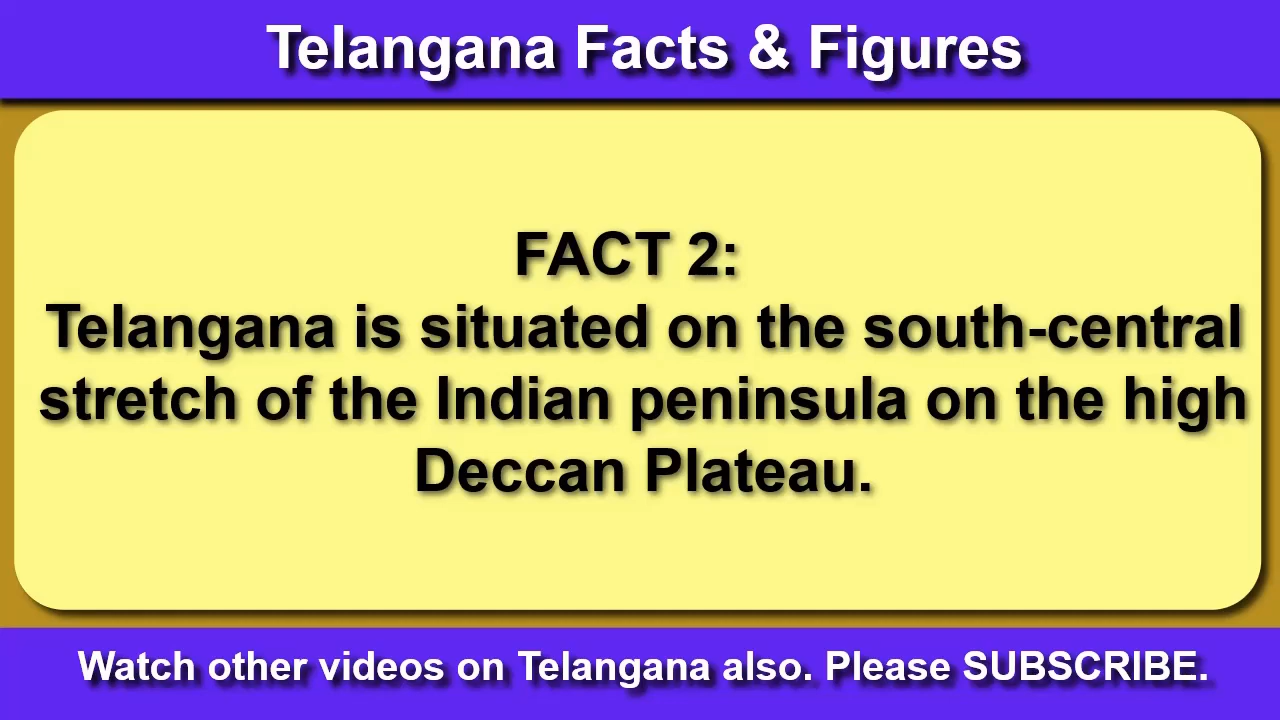 Telangana Facts & Figures
FACT 2:
Telangana is situated on the south-central
stretch of the Indian peninsula on the high
Deccan Plateau.
Watch other videos on Telangana also. Please SUBSCRIBE.